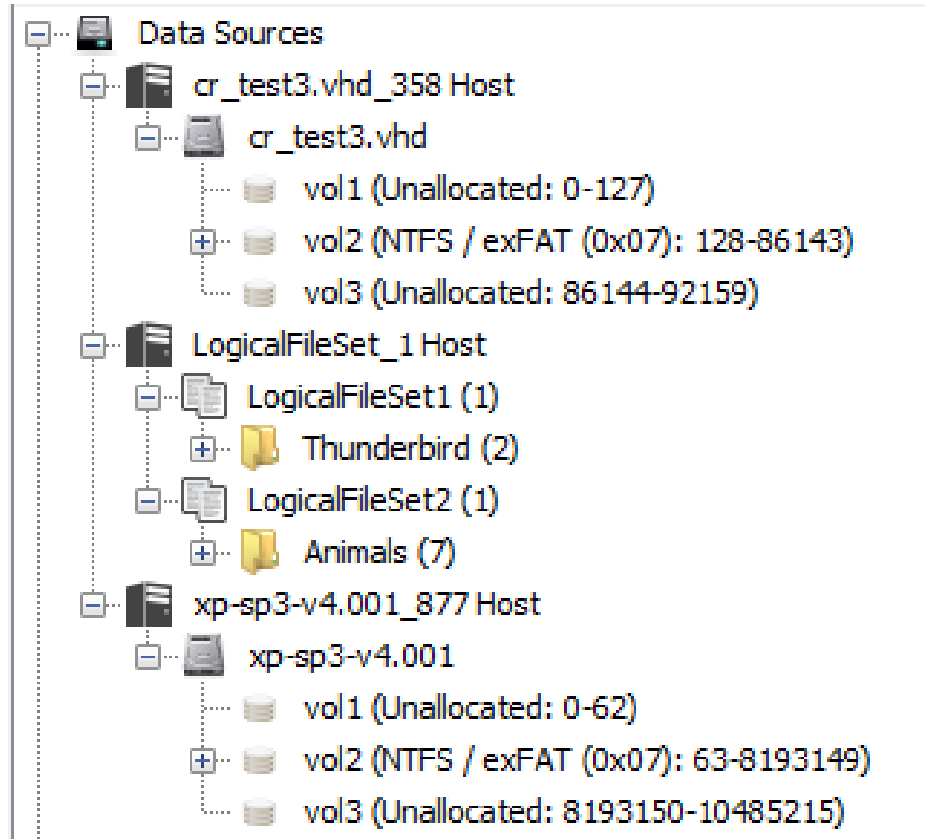 Data Sources
cr_test3.vhd_358 Host
cr_test3.vhd
vol1 (Unallocated: 0-127)
vol2 (NTFS / exFAT (0x07): 128-86143)
vol3 (Unallocated: 86144-92159)
LogicalFileSet_1 Host
LogicalFileSet1 (1)
Thunderbird (2)
LogicalFileSet2 (1)
Animals (7)
xp-sp3-v4.001_877 Host
xp-sp3-v4.001
vol1 (Unallocated: 0-62)
vol2 (NTFS / exFAT (0x07): 63-8193149)
vol3 (Unallocated: 8193150-10485215)